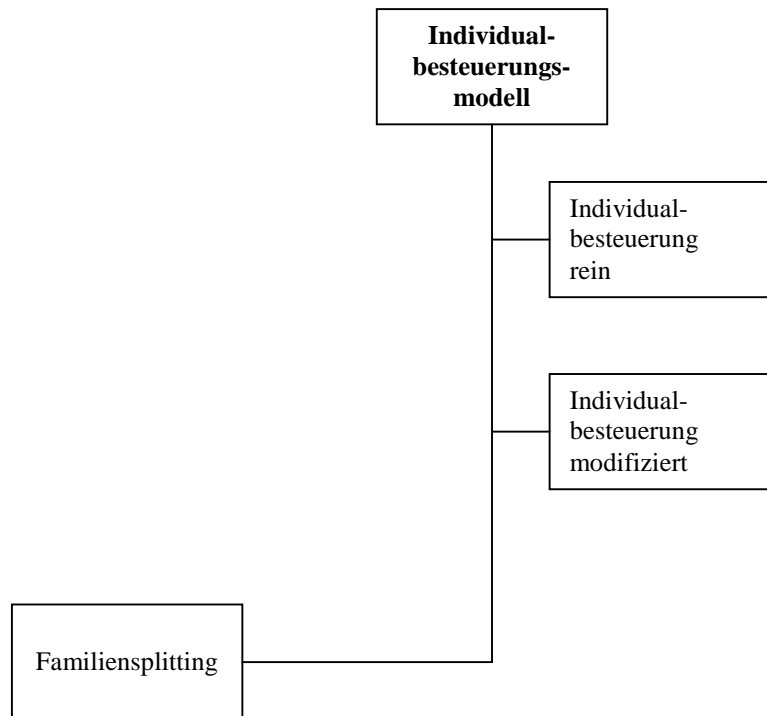 Individual-
besteuerungs-
modell
Individual-
besteuerung
rein
Individual-
besteuerung
modifiziert
Familiensplitting